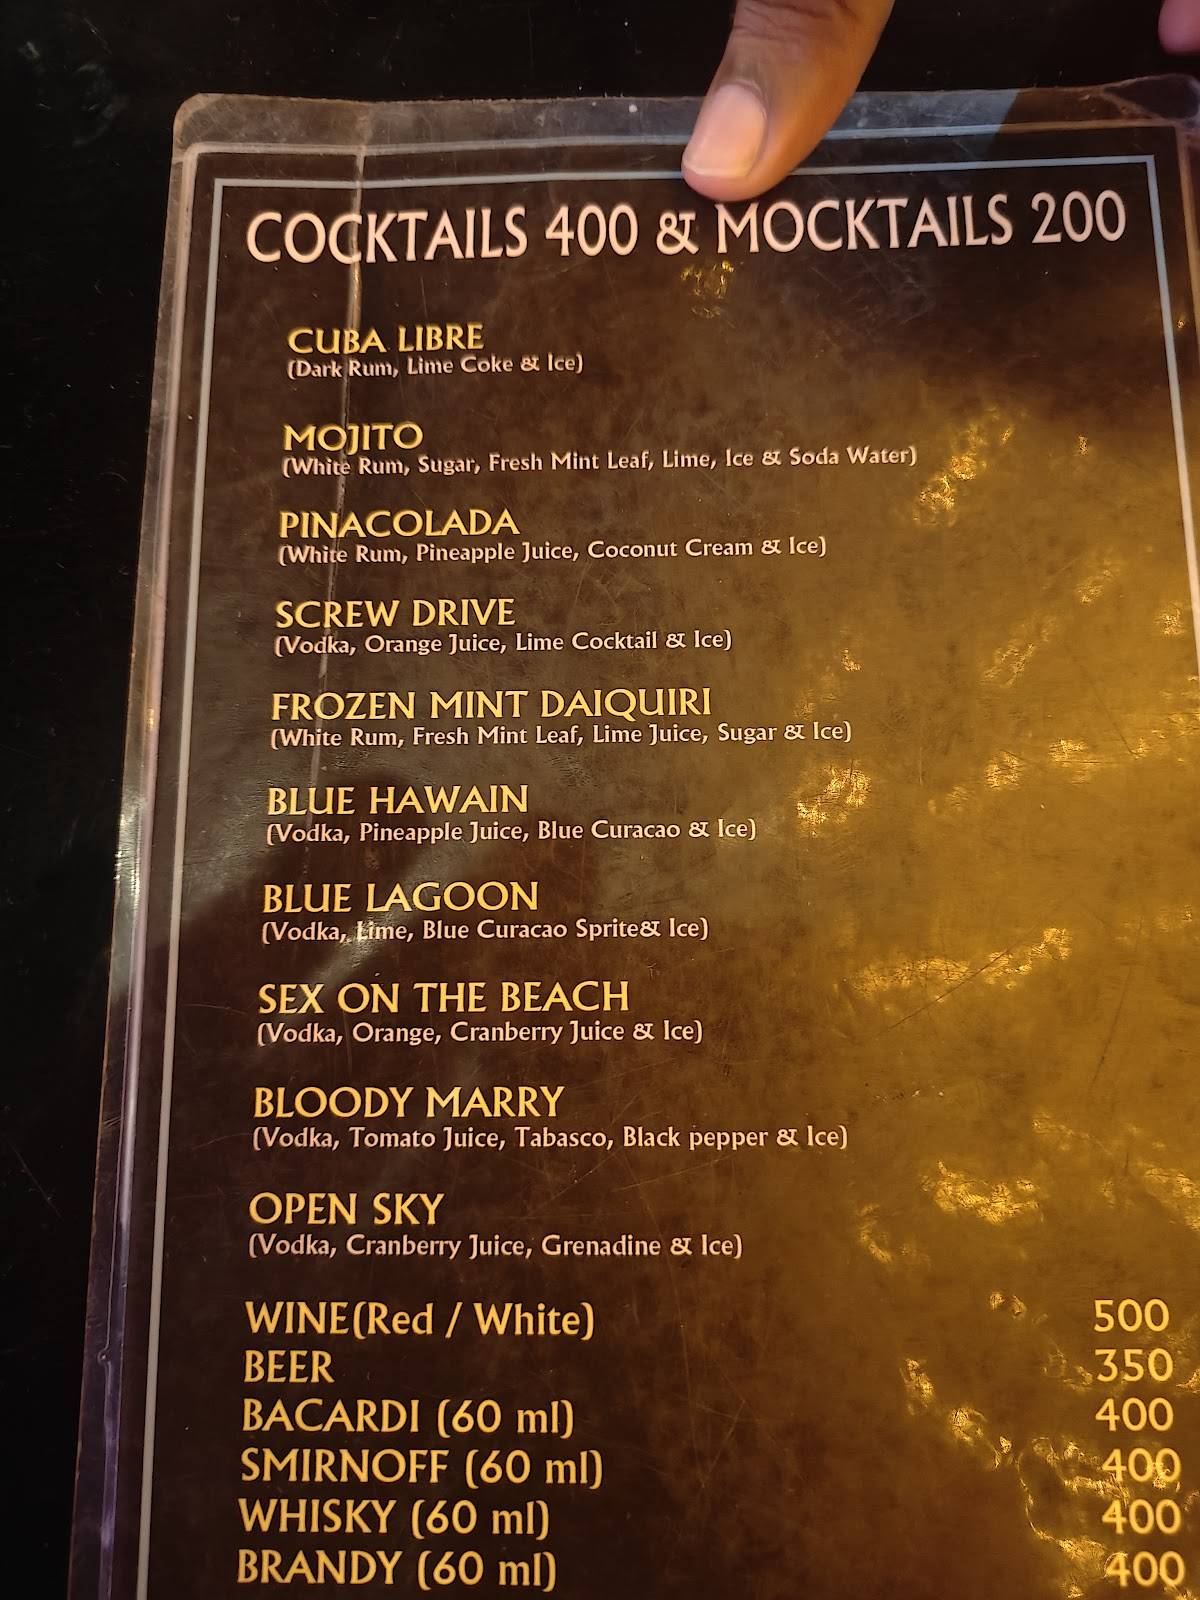 COCKTAILS 400 & MOCKTAILS 200
CUBA LIBRE
(Dark Rum, Lime Coke & Ice)
MOJITO
(White Rum, Sugar, Fresh Mint Leaf, Lime, Ice & Soda Water)
PINACOLADA
(White Rum, Pineapple Juice, Coconut Cream & Ice)
SCREW DRIVE
(Vodka, Orange Juice, Lime Cocktail & Ice)
FROZEN MINT DAIQUIRI
(White Rum, Fresh Mint Leaf, Lime Juice, Sugar & Ice)
BLUE HAWAIN
(Vodka, Pineapple Juice, Blue Curacao & Ice)
BLUE LAGOON
(Vodka, Lime, Blue Curacao Sprite& Ice)
SEX ON THE BEACH
(Vodka, Orange, Cranberry Juice & Ice)
BLOODY MARRY
(Vodka, Tomato Juice, Tabasco, Black pepper & Ice)
OPEN SKY
(Vodka, Cranberry Juice, Grenadine & Ice)
WINE(Red / White) 500
BEER 350
BACARDI (60 ml) 400
SMIRNOFF (60 ml) 400
WHISKY (60 ml) 400
BRANDY (60 ml) 400